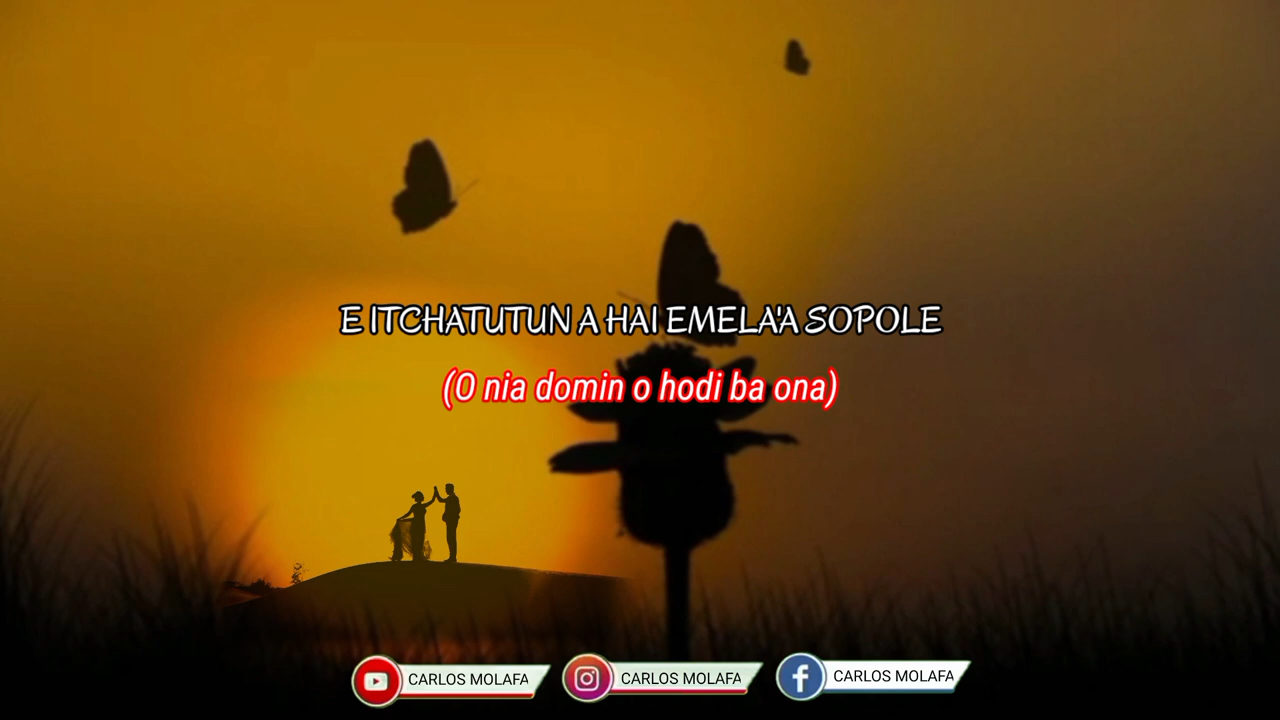 E ITCHATUTUN A HAI EMELA'A SOPOLE
(O nia domin o hodi ba ona)
CARLOS MOLAFA
CARLOS MOLAFA
CARLOS MOLAFA